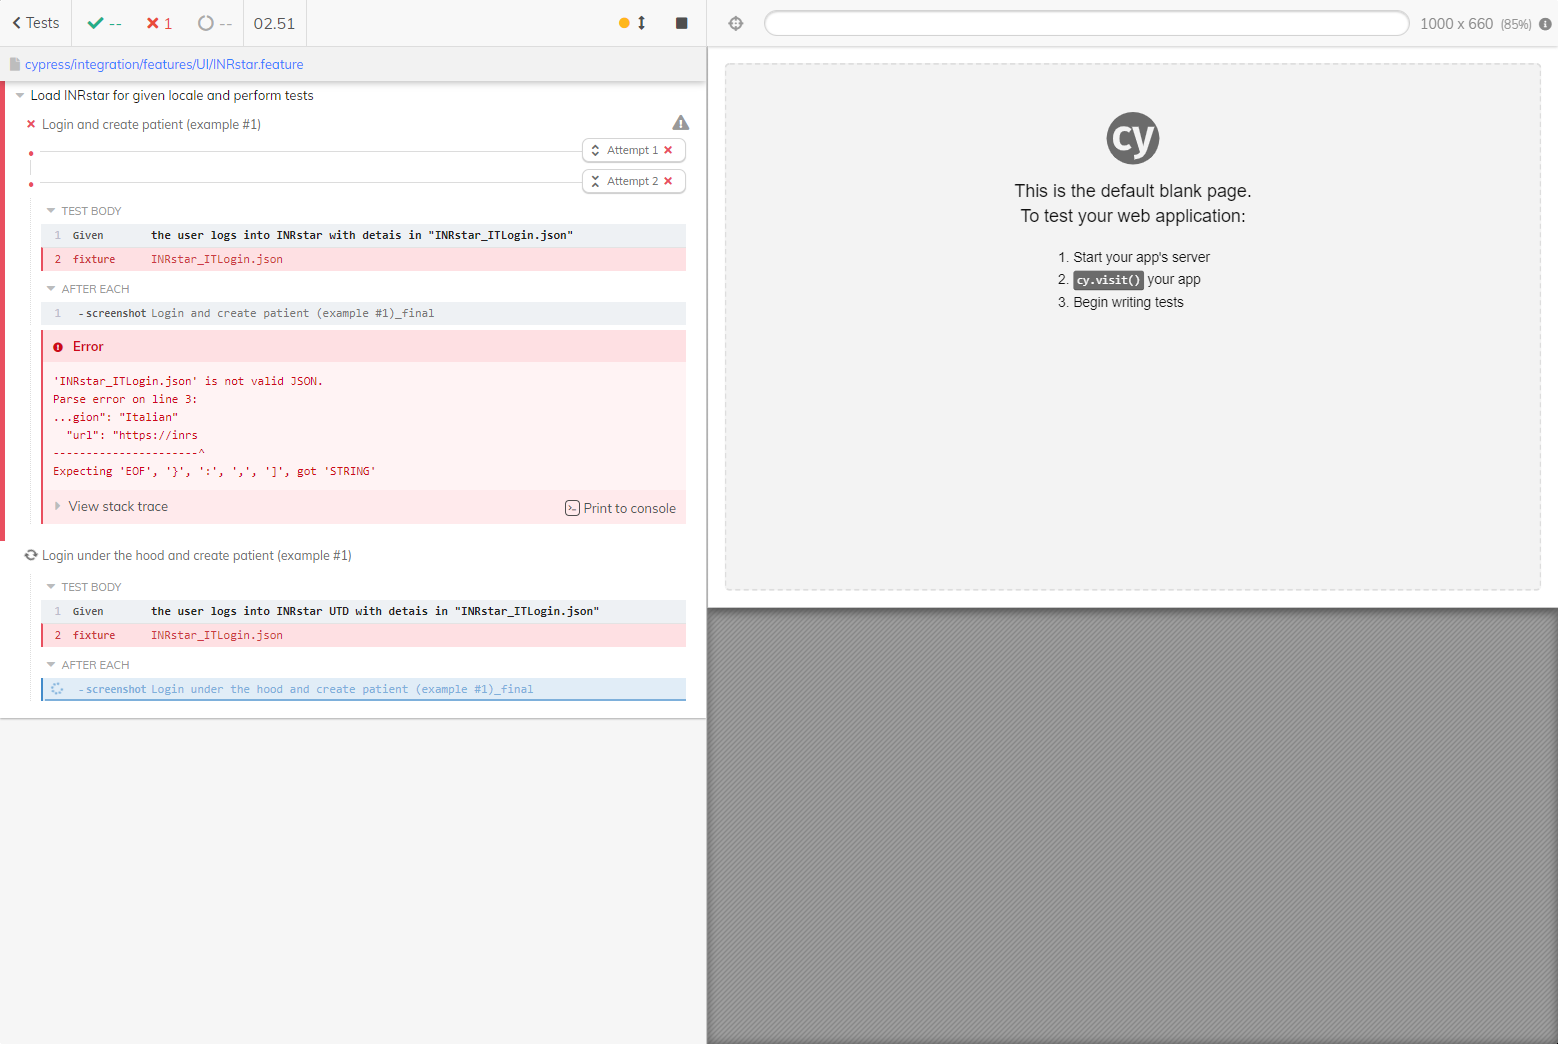 Tests
--
1
--
02.51
1000 x 660 (85%)
cypress/integration/features/UI/INRstar.feature
Load INRstar for given locale and perform tests
Login and create patient (example #1)
Attempt 1
Attempt 2
TEST BODY
1 Given the user logs into INRstar with detais in "INRstar_ITLogin.json"
2 fixture INRstar_ITLogin.json
AFTER EACH
1 -screenshot Login and create patient (example #1)_final
Error
'INRstar_ITLogin.json' is not valid JSON.
Parse error on line 3:
...gion": "Italian"
"url": "https://inrs
----------------------^
Expecting 'EOF', '}', ':', ',', ']', got 'STRING'
View stack trace
Print to console
Login under the hood and create patient (example #1)
TEST BODY
1 Given the user logs into INRstar UTD with detais in "INRstar_ITLogin.json"
2 fixture INRstar_ITLogin.json
AFTER EACH
-screenshot Login under the hood and create patient (example #1)_final
cy
This is the default blank page.
To test your web application:
1. Start your app's server
2. cy.visit() your app
3. Begin writing tests